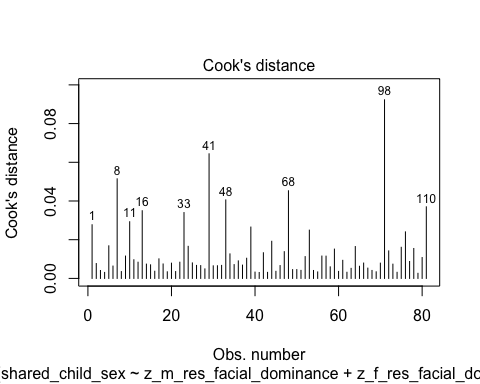 Cook's distance
98
0.08
41
8
68
48
110
16
33
11
1
0.04
0.00
Cook's distance
0 20 40 60 80
Obs. number
shared_child_sex ~ z_m_res_facial_dominance + z_f_res_facial_do